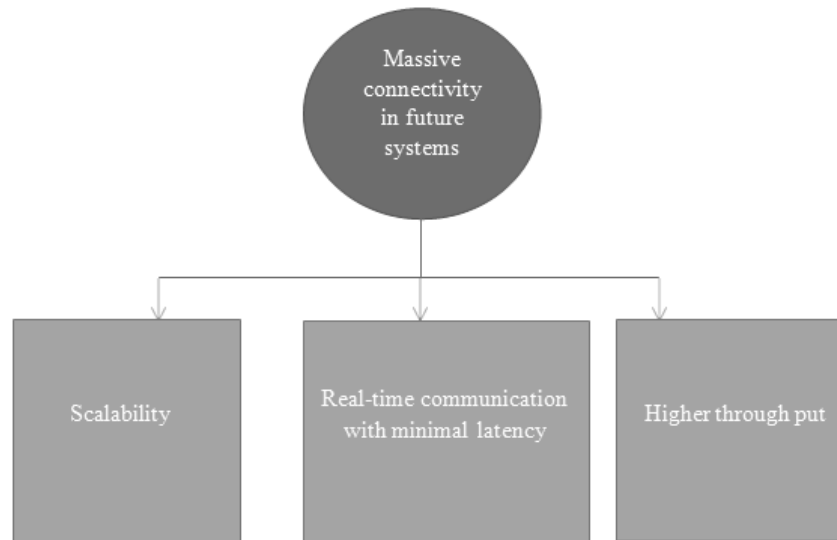 Massive
connectivity
in future
systems
Scalability
Real-time communication
with minimal latency
Higher through put